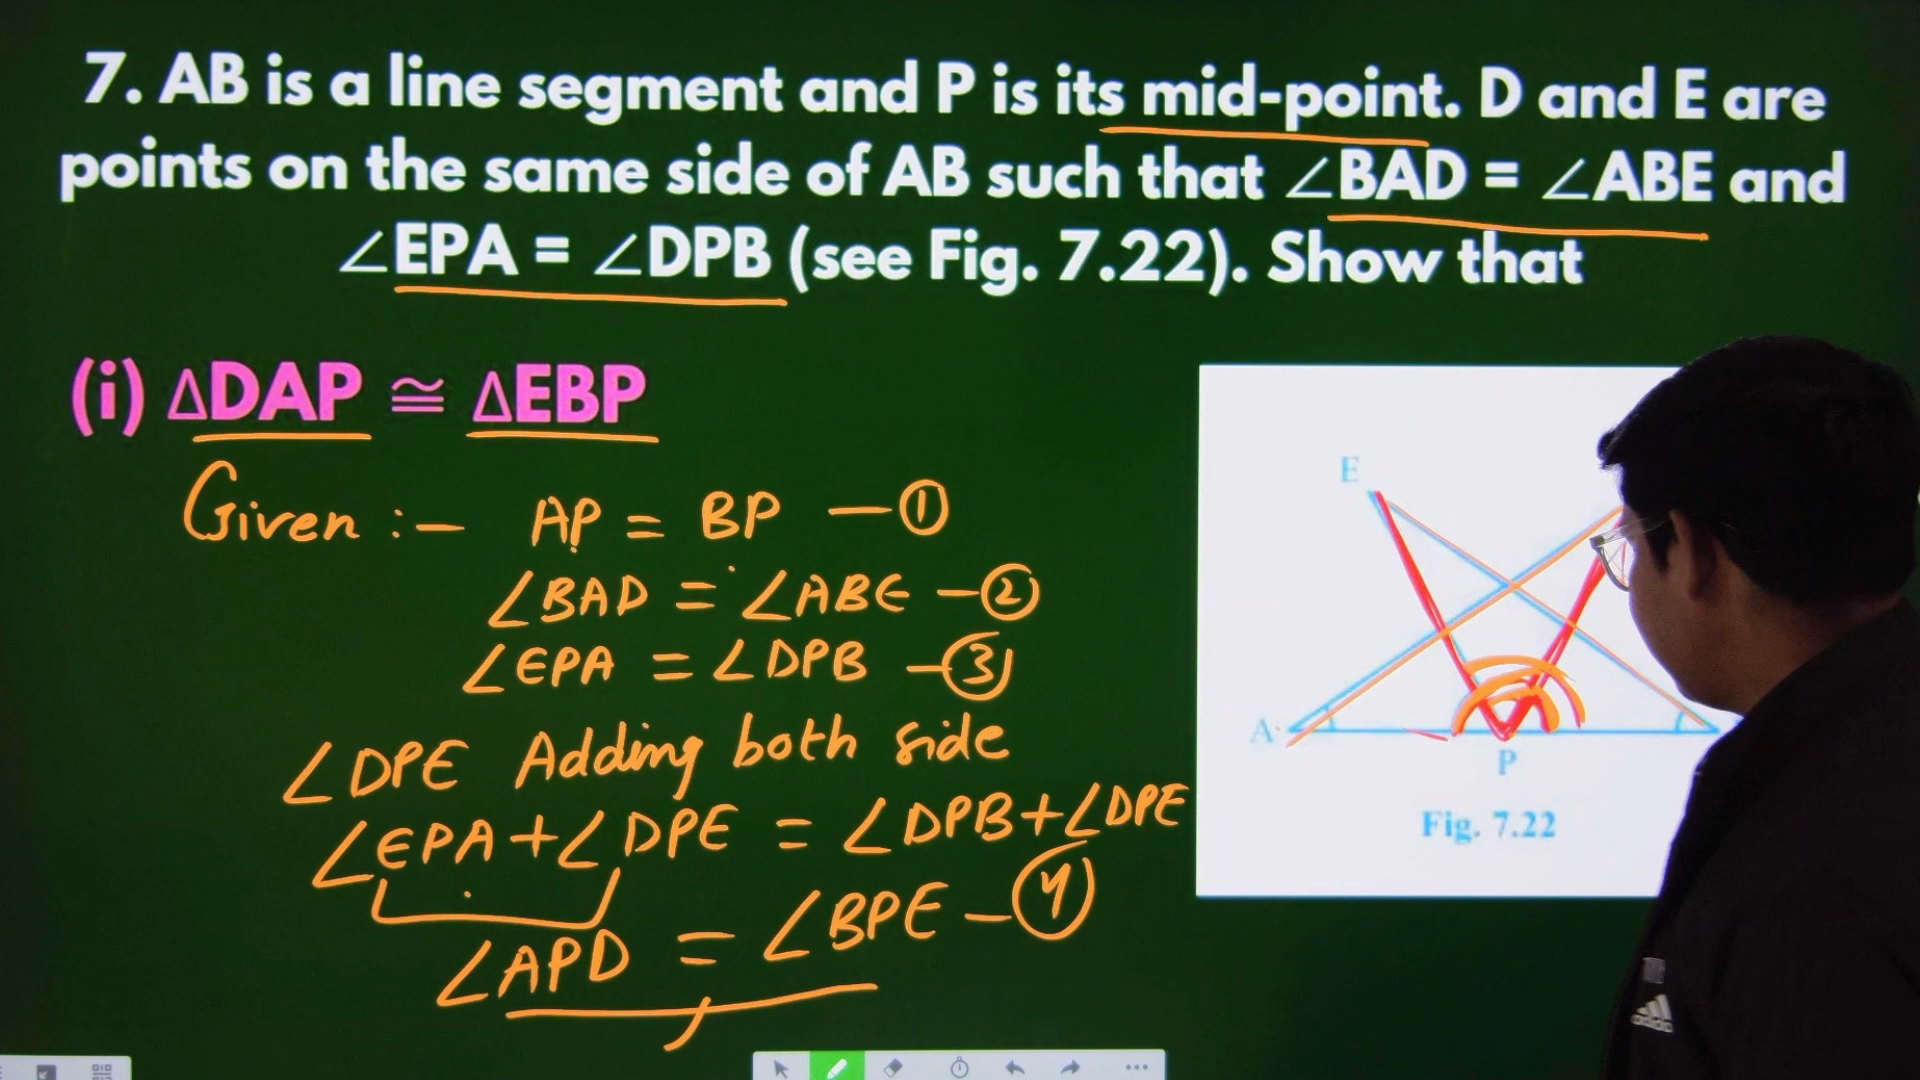 7. AB is a line segment and P is its mid-point. D and E are
points on the same side of AB such that ∠BAD = ∠ABE and
∠EPA = ∠DPB (see Fig. 7.22). Show that
(i) ΔDAP ≅ ΔEBP
Given :- AP = BP — ①
∠BAD = ∠ABE — ②
∠EPA = ∠DPB — ③
∠DPE Adding both side
∠EPA + ∠DPE = ∠DPB + ∠DPE
∠APD = ∠BPE — ④
E
A
P
Fig. 7.22
adidas